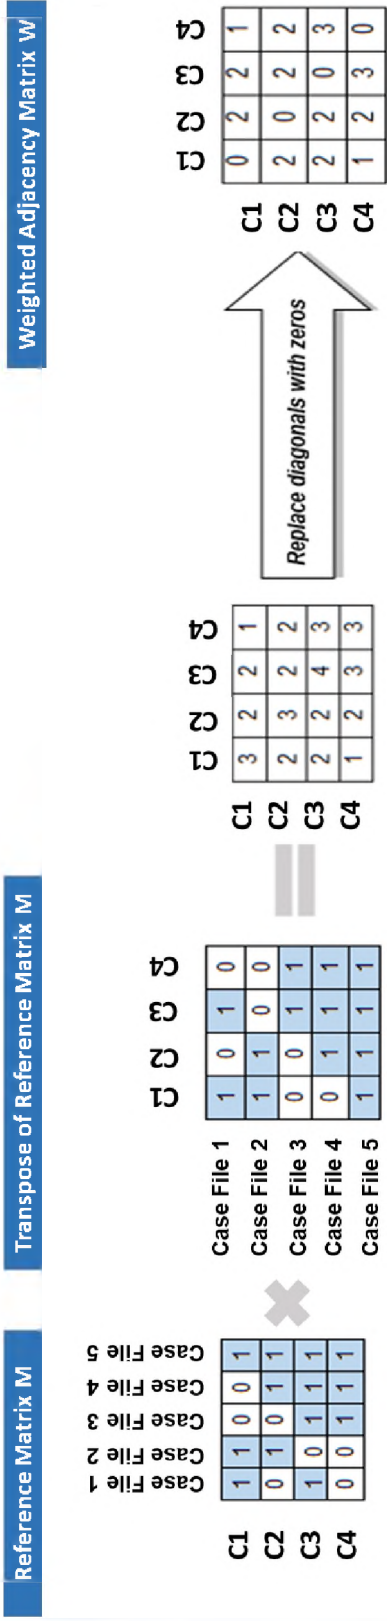 Reference Matrix M
Case File 1
Case File 2
Case File 3
Case File 4
Case File 5
C1 1 1 0 0 1
C2 0 1 0 1 1
C3 1 0 1 1 1
C4 0 0 1 1 1
Transpose of Reference Matrix M
C1 C2 C3 C4
Case File 1 1 0 1 0
Case File 2 1 1 0 0
Case File 3 0 0 1 1
Case File 4 0 1 1 1
Case File 5 1 1 1 1
C1 C2 C3 C4
C1 3 2 2 1
C2 2 3 2 2
C3 2 2 4 3
C4 1 2 3 3
Replace diagonals with zeros
Weighted Adjacency Matrix W
C1 C2 C3 C4
C1 0 2 2 1
C2 2 0 2 2
C3 2 2 0 3
C4 1 2 3 0